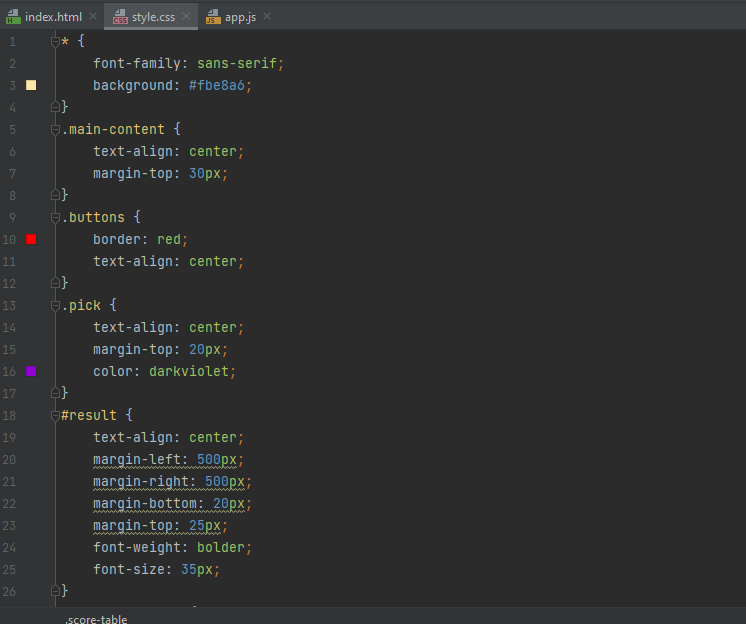 index.html
style.css
app.js
1 * {
2 font-family: sans-serif;
3 background: #fbe8a6;
4 }
5 .main-content {
6 text-align: center;
7 margin-top: 30px;
8 }
9 .buttons {
10 border: red;
11 text-align: center;
12 }
13 .pick {
14 text-align: center;
15 margin-top: 20px;
16 color: darkviolet;
17 }
18 #result {
19 text-align: center;
20 margin-left: 500px;
21 margin-right: 500px;
22 margin-bottom: 20px;
23 margin-top: 25px;
24 font-weight: bolder;
25 font-size: 35px;
26 }
.score-table